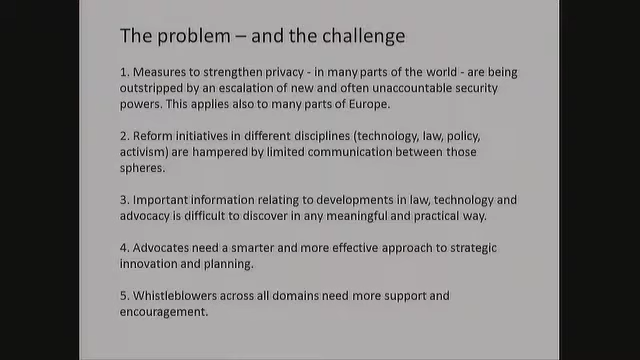 The problem – and the challenge
1. Measures to strengthen privacy - in many parts of the world - are being
outstripped by an escalation of new and often unaccountable security
powers. This applies also to many parts of Europe.
2. Reform initiatives in different disciplines (technology, law, policy,
activism) are hampered by limited communication between those
spheres.
3. Important information relating to developments in law, technology and
advocacy is difficult to discover in any meaningful and practical way.
4. Advocates need a smarter and more effective approach to strategic
innovation and planning.
5. Whistleblowers across all domains need more support and
encouragement.